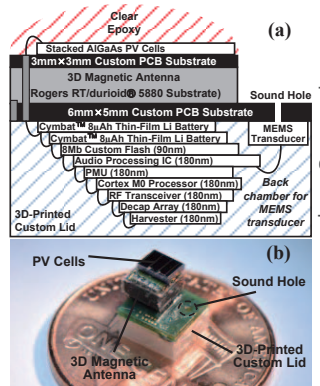 Clear
Epoxy
(a)
Stacked AlGaAs PV Cells
3mm×3mm Custom PCB Substrate
3D Magnetic Antenna
Rogers RT/durioid® 5880 Substrate)
Sound Hole
6mm×5mm Custom PCB Substrate
Cymbat™ 8µAh Thin-Film Li Battery
Cymbat™ 8µAh Thin-Film Li Battery
MEMS
Transducer
8Mb Custom Flash (90nm)
Audio Processing IC (180nm)
PMU (180nm)
Cortex M0 Processor (180nm)
RF Transceiver (180nm)
Decap Array (180nm)
Harvester (180nm)
Back
chamber for
MEMS
transducer
3D-Printed
Custom Lid
(b)
PV Cells
Sound Hole
3D Magnetic
Antenna
3D-Printed
Custom Lid